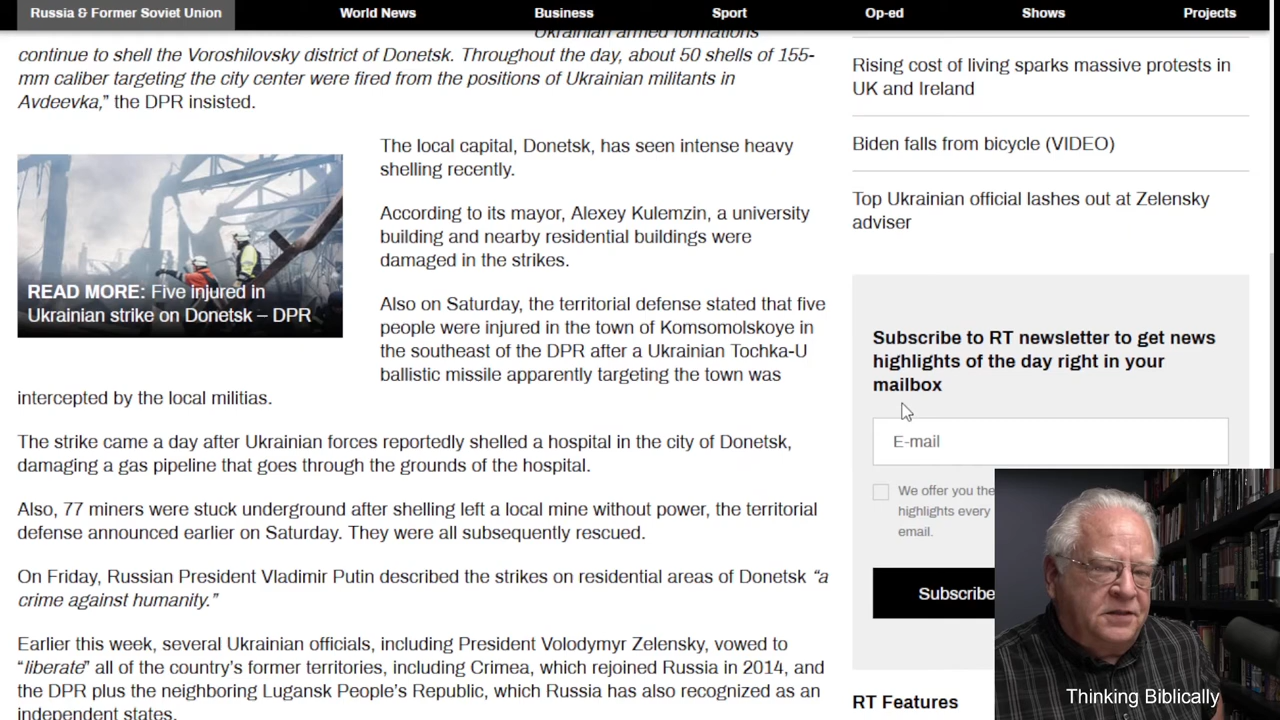 Russia & Former Soviet Union
World News
Business
Sport
Op-ed
Shows
Projects
Ukrainian armed formations
continue to shell the Voroshilovsky district of Donetsk. Throughout the day, about 50 shells of 155-
mm caliber targeting the city center were fired from the positions of Ukrainian militants in
Avdeevka,” the DPR insisted.
The local capital, Donetsk, has seen intense heavy
shelling recently.
According to its mayor, Alexey Kulemzin, a university
building and nearby residential buildings were
damaged in the strikes.
READ MORE: Five injured in
Ukrainian strike on Donetsk – DPR
Also on Saturday, the territorial defense stated that five
people were injured in the town of Komsomolskoye in
the southeast of the DPR after a Ukrainian Tochka-U
ballistic missile apparently targeting the town was
intercepted by the local militias.
The strike came a day after Ukrainian forces reportedly shelled a hospital in the city of Donetsk,
damaging a gas pipeline that goes through the grounds of the hospital.
Also, 77 miners were stuck underground after shelling left a local mine without power, the territorial
defense announced earlier on Saturday. They were all subsequently rescued.
On Friday, Russian President Vladimir Putin described the strikes on residential areas of Donetsk “a
crime against humanity.”
Earlier this week, several Ukrainian officials, including President Volodymyr Zelensky, vowed to
“liberate” all of the country’s former territories, including Crimea, which rejoined Russia in 2014, and
the DPR plus the neighboring Lugansk People’s Republic, which Russia has also recognized as an
independent states.
Rising cost of living sparks massive protests in
UK and Ireland
Biden falls from bicycle (VIDEO)
Top Ukrainian official lashes out at Zelensky
adviser
Subscribe to RT newsletter to get news
highlights of the day right in your
mailbox
E-mail
We offer you the
highlights every
email.
Subscribe
RT Features
Thinking Biblically